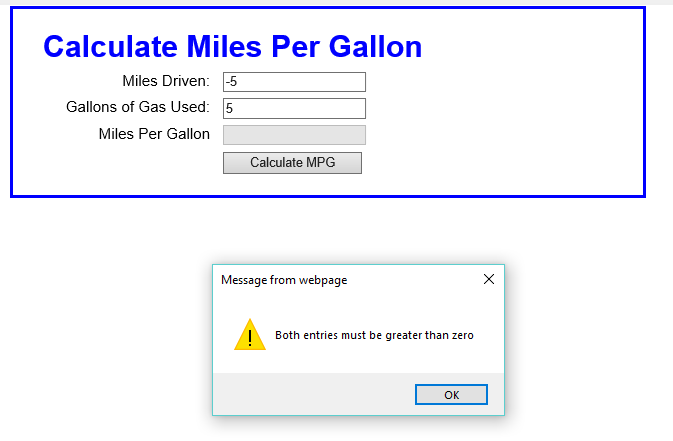 Calculate Miles Per Gallon
Miles Driven: -5
Gallons of Gas Used: 5
Miles Per Gallon
Calculate MPG
Message from webpage
Both entries must be greater than zero
OK